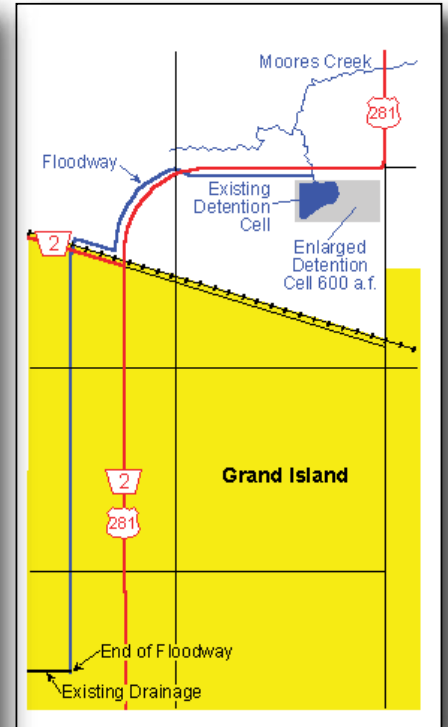 Moores Creek
281
Floodway
Existing
Detention
Cell
Enlarged
Detention
Cell 600 a.f.
2
Grand Island
2
281
End of Floodway
Existing Drainage